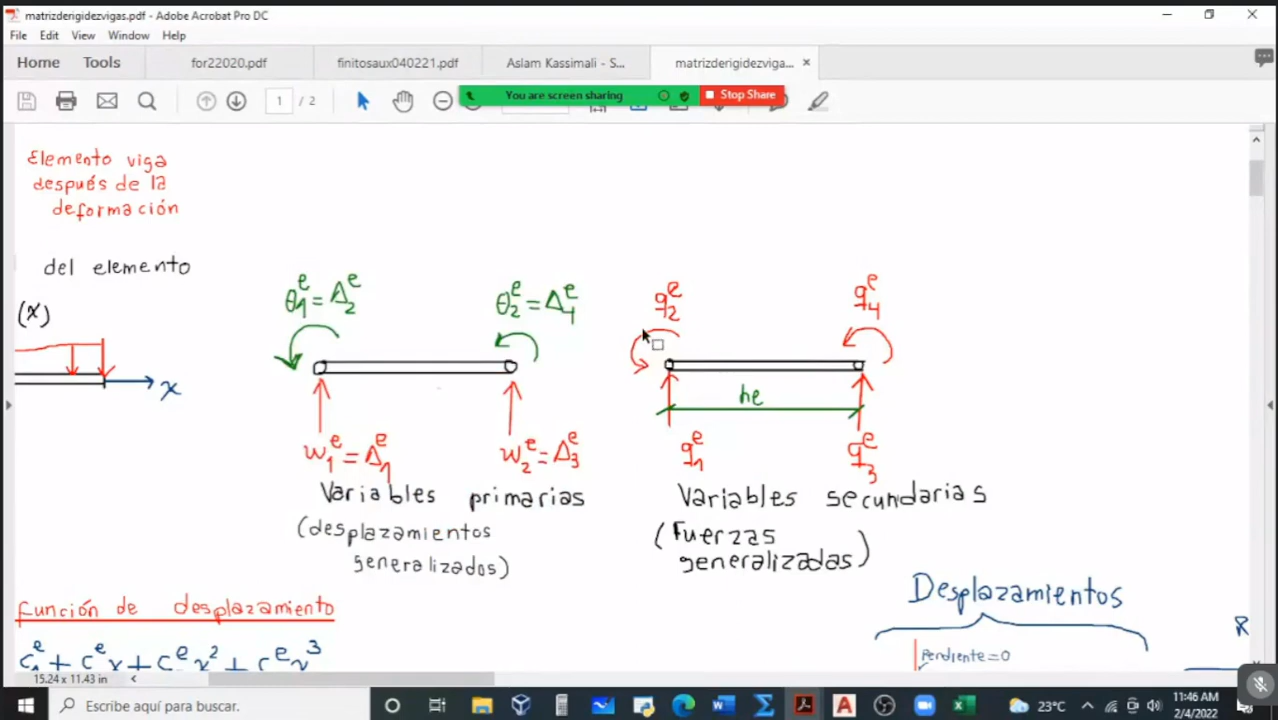 matrizderigidezvigas.pdf - Adobe Acrobat Pro DC
File Edit View Window Help
Home Tools for22020.pdf finitosaux040221.pdf Aslam Kassimali - S... matrizderigidezviga... ×
1 / 2
You are screen sharing Stop Share
Elemento viga
después de la
deformación
del elemento
(x)
x
θ₁ᵉ = Δ₂ᵉ θ₂ᵉ = Δ₄ᵉ
w₁ᵉ = Δ₁ᵉ w₂ᵉ = Δ₃ᵉ
Variables primarias
(desplazamientos
generalizados)
q₂ᵉ q₄ᵉ
he
q₁ᵉ q₃ᵉ
Variables secundarias
(Fuerzas
generalizadas)
Función de desplazamiento
c₁ᵉ + cᵉx + cᵉx² + cᵉx³
Desplazamientos
Pendiente=0
R
15.24 x 11.43 in
Escribe aquí para buscar.
23°C
11:46 AM
2/4/2022